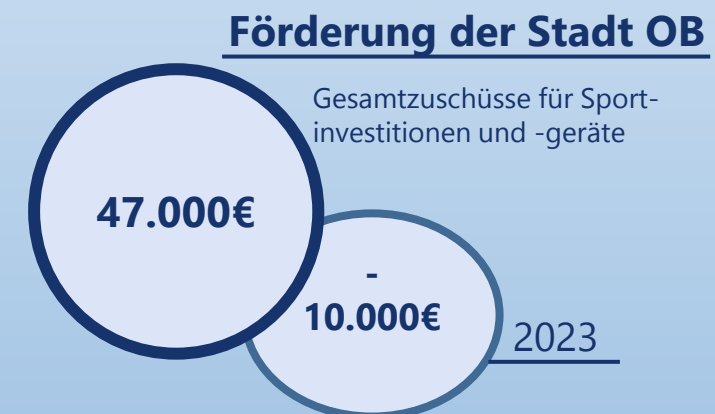 Förderung der Stadt OB
Gesamtzuschüsse für Sport-
investitionen und -geräte
47.000€
-
10.000€
2023